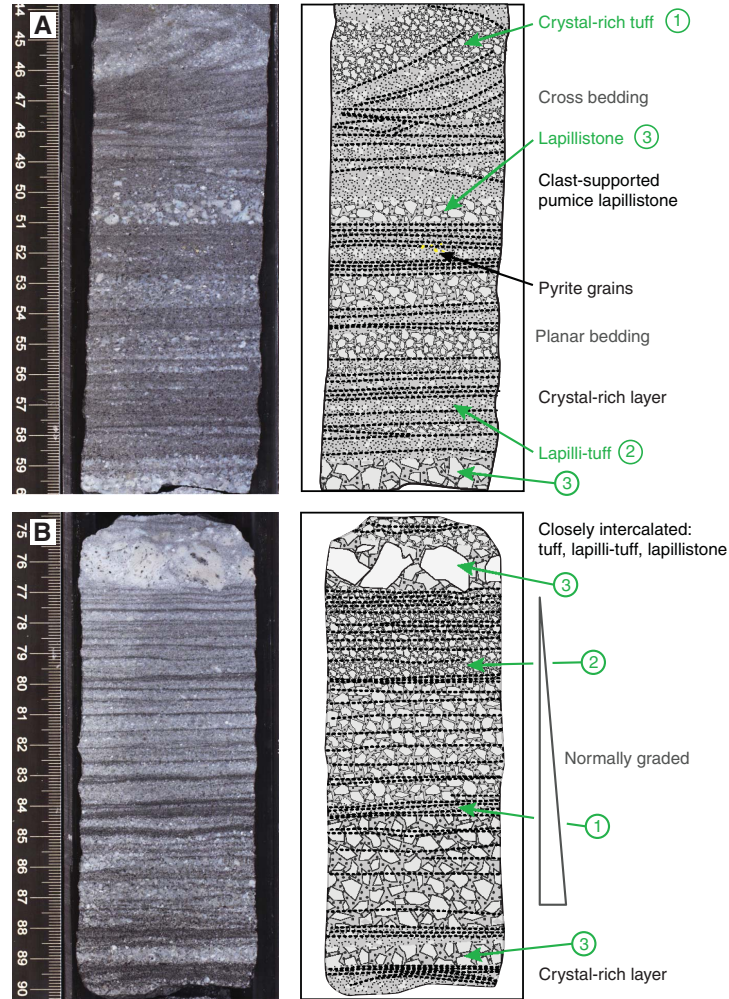 A
44
45
46
47
48
49
50
51
52
53
54
55
56
57
58
59
6
Crystal-rich tuff 1
Cross bedding
Lapillistone 3
Clast-supported
pumice lapillistone
Pyrite grains
Planar bedding
Crystal-rich layer
Lapilli-tuff 2
3
B
75
76
77
78
79
80
81
82
83
84
85
86
87
88
89
90
Closely intercalated:
tuff, lapilli-tuff, lapillistone
3
2
Normally graded
1
3
Crystal-rich layer